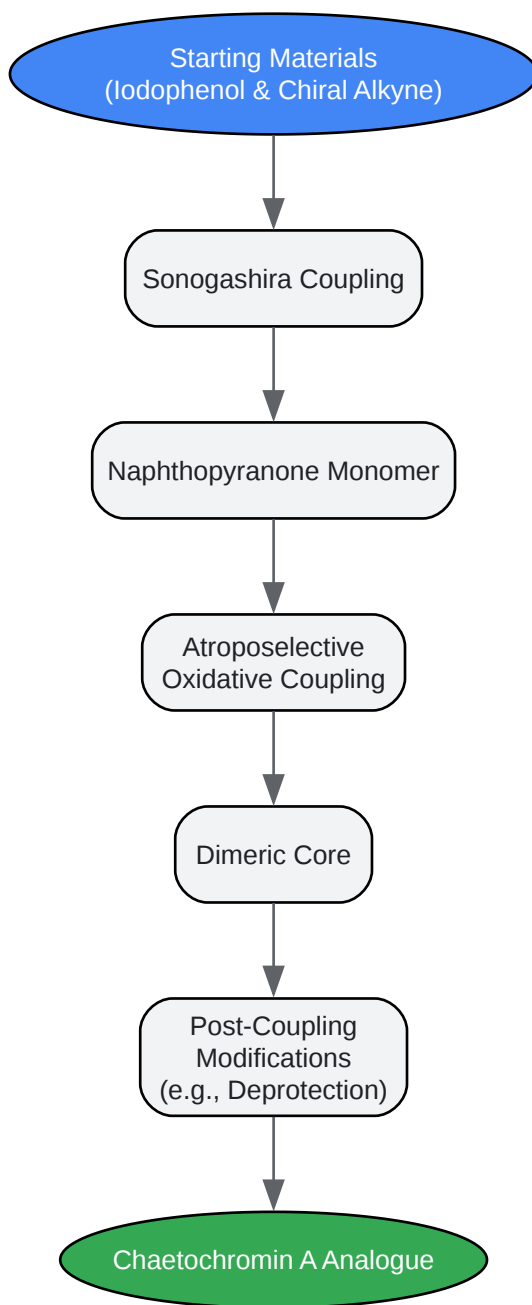 Starting Materials
(Iodophenol & Chiral Alkyne)
Sonogashira Coupling
Naphthopyranone Monomer
Atroposelective
Oxidative Coupling
Dimeric Core
Post-Coupling
Modifications
(e.g., Deprotection)
Chaetochromin A Analogue